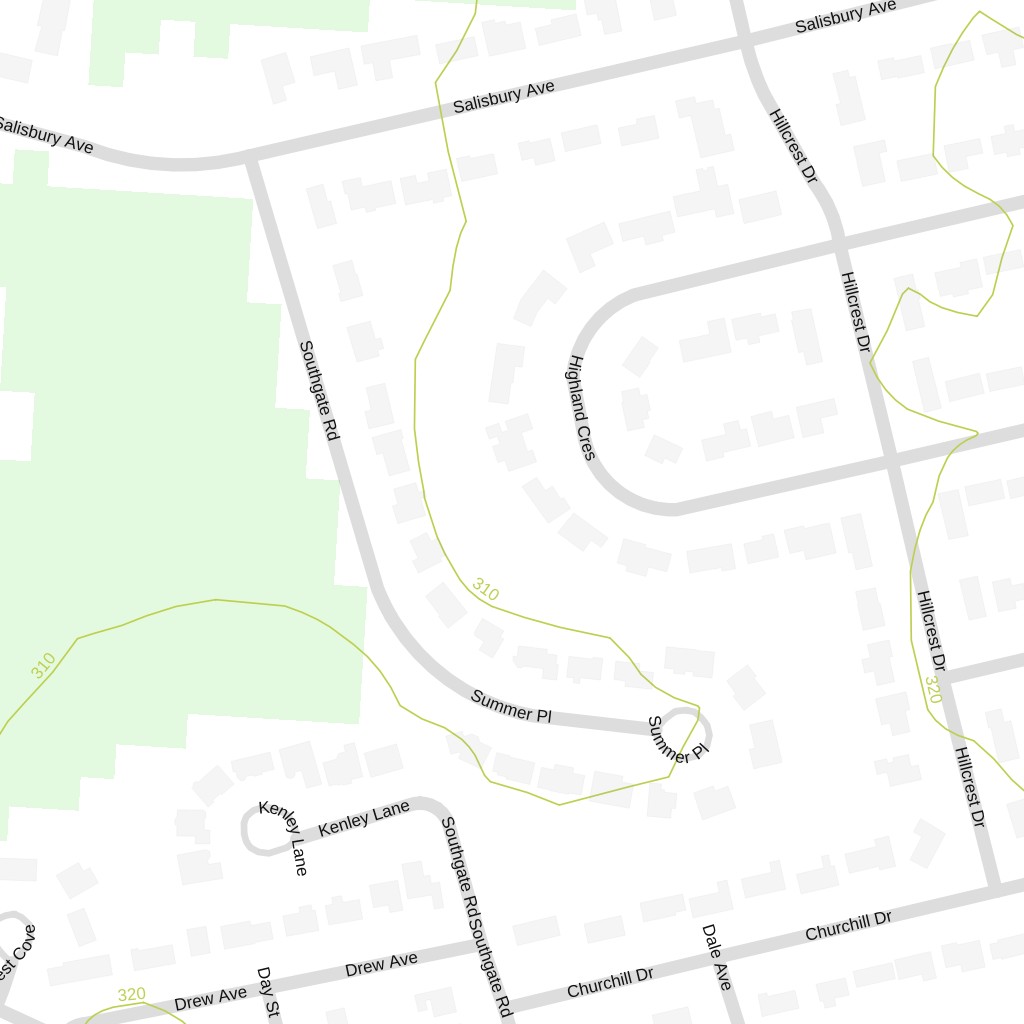 Salisbury Ave
Salisbury Ave
Salisbury Ave
Hillcrest Dr
Hillcrest Dr
Southgate Rd
Highland Cres
310
Hillcrest Dr
310
320
Summer Pl
Summer Pl
Hillcrest Dr
Kenley Lane
Kenley Lane
Southgate Rd
Southgate Rd
Churchill Dr
est Cove
Drew Ave
Dale Ave
Churchill Dr
Day St
Drew Ave
320